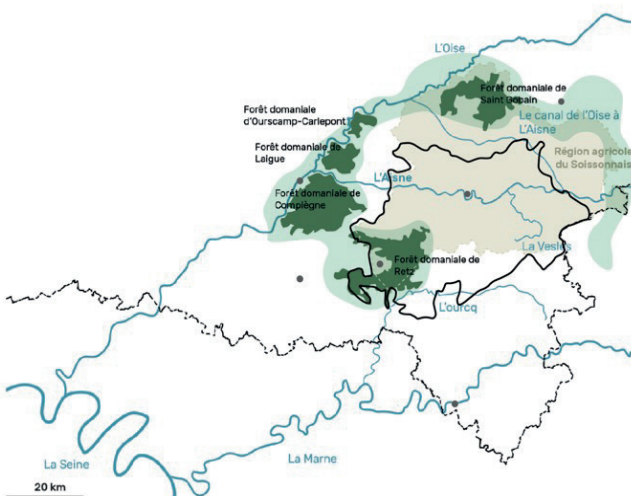 L'Oise
Forêt domaniale de
Saint Gobain
Forêt domaniale
d'Ourscamp-Carlepont
Le canal de l'Oise à
L'Aisne
Forêt domaniale de
Laigue
Région agricole
du Soissonnais
L'Aisne
Forêt domaniale de
Compiègne
La Vesles
Forêt domaniale de
Retz
L'ourcq
La Seine
La Marne
20 km